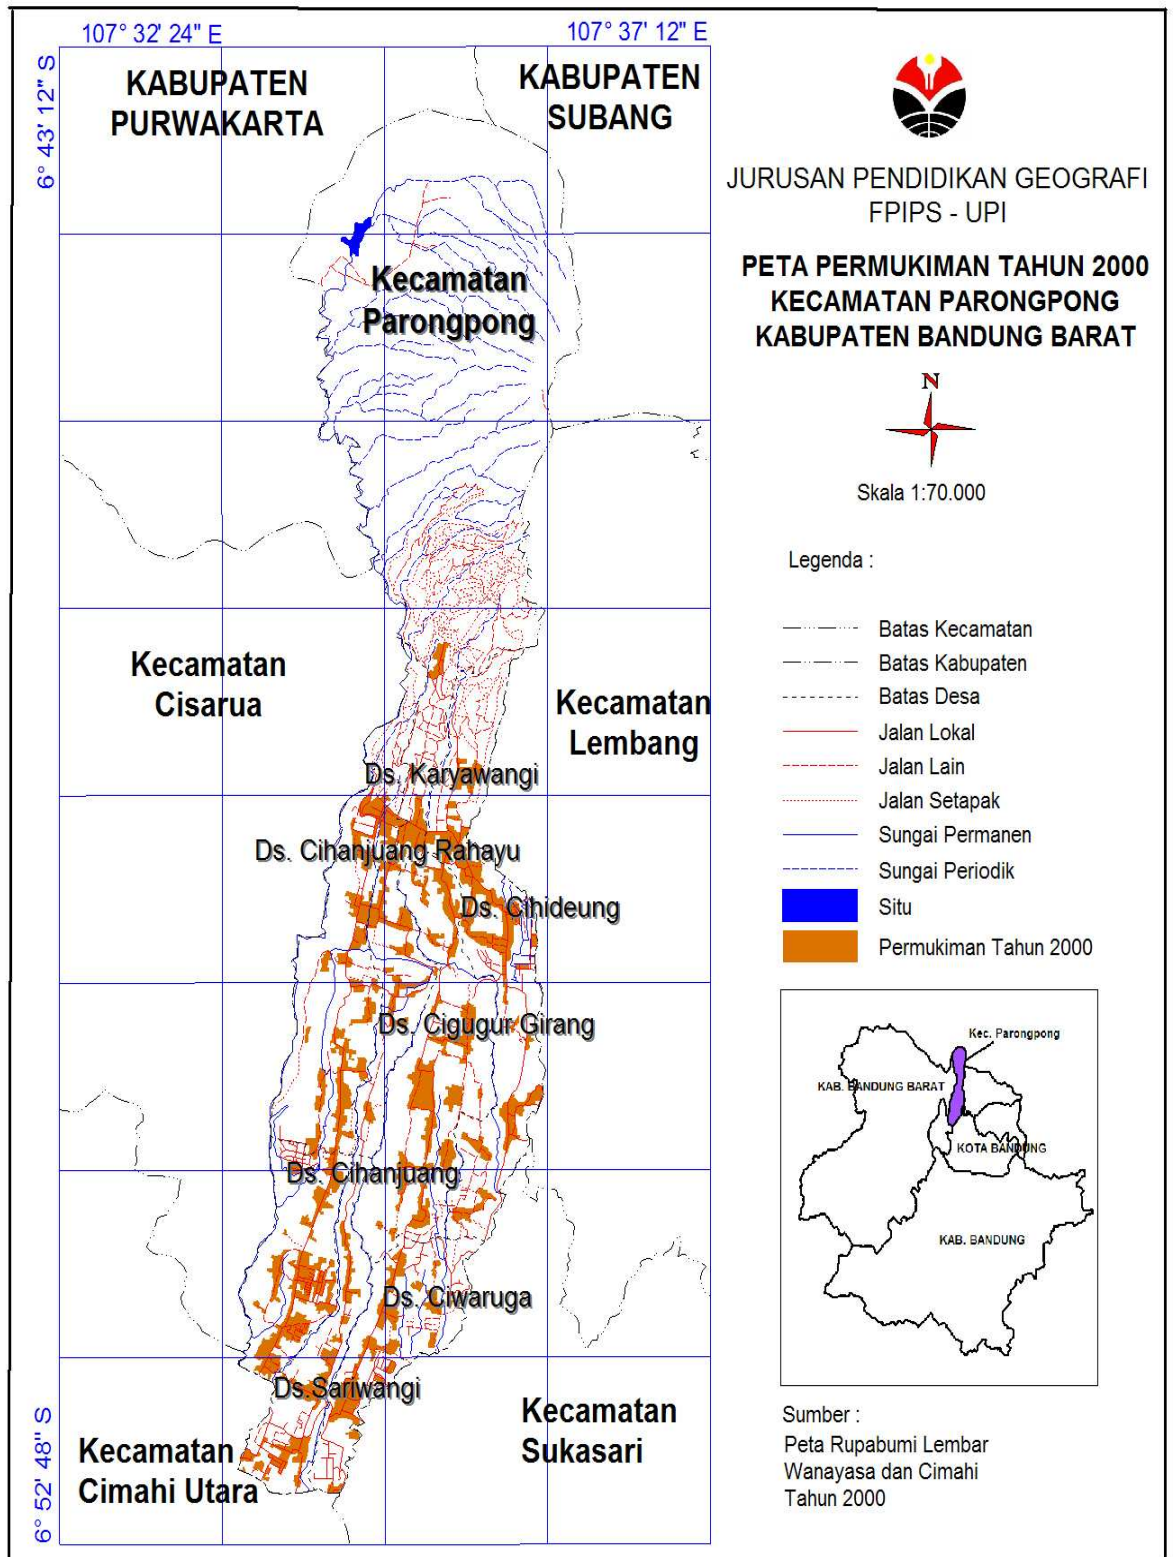 107° 32' 24" E
107° 37' 12" E
6° 43' 12" S
KABUPATEN
PURWAKARTA
KABUPATEN
SUBANG
Kecamatan
Parongpong
Kecamatan
Cisarua
Kecamatan
Lembang
Ds. Karyawangi
Ds. Cihanjuang Rahayu
Ds. Cihideung
Ds. Cigugur Girang
Ds. Cihanjuang
Ds. Ciwaruga
Ds.Sariwangi
Kecamatan
Cimahi Utara
Kecamatan
Sukasari
6° 52' 48" S
JURUSAN PENDIDIKAN GEOGRAFI
FPIPS - UPI
PETA PERMUKIMAN TAHUN 2000
KECAMATAN PARONGPONG
KABUPATEN BANDUNG BARAT
N
Skala 1:70.000
Legenda :
Batas Kecamatan
Batas Kabupaten
Batas Desa
Jalan Lokal
Jalan Lain
Jalan Setapak
Sungai Permanen
Sungai Periodik
Situ
Permukiman Tahun 2000
Kec. Parongpong
KAB. BANDUNG BARAT
KOTA BANDUNG
KAB. BANDUNG
Sumber :
Peta Rupabumi Lembar
Wanayasa dan Cimahi
Tahun 2000